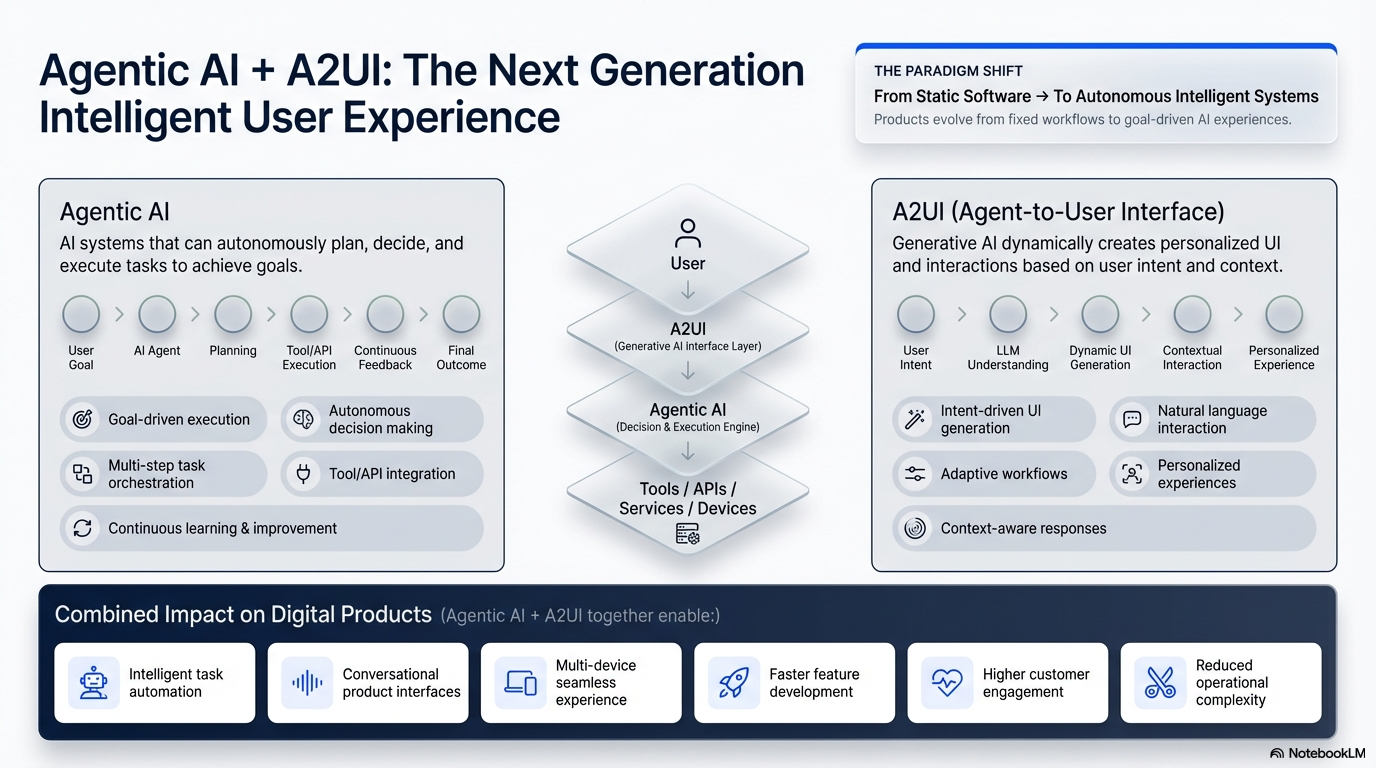 Agentic AI + A2UI: The Next Generation
Intelligent User Experience
THE PARADIGM SHIFT
From Static Software → To Autonomous Intelligent Systems
Products evolve from fixed workflows to goal-driven AI experiences.
Agentic AI
AI systems that can autonomously plan, decide, and
execute tasks to achieve goals.
User
Goal
AI Agent
Planning
Tool/API
Execution
Continuous
Feedback
Final
Outcome
Goal-driven execution
Autonomous
decision making
Multi-step task
orchestration
Tool/API integration
Continuous learning & improvement
User
A2UI
(Generative AI Interface Layer)
Agentic AI
(Decision & Execution Engine)
Tools / APIs /
Services / Devices
A2UI (Agent-to-User Interface)
Generative AI dynamically creates personalized UI
and interactions based on user intent and context.
User
Intent
LLM
Understanding
Dynamic UI
Generation
Contextual
Interaction
Personalized
Experience
Intent-driven UI
generation
Natural language
interaction
Adaptive workflows
Personalized
experiences
Context-aware responses
Combined Impact on Digital Products (Agentic AI + A2UI together enable:)
Intelligent task
automation
Conversational
product interfaces
Multi-device
seamless
experience
Faster feature
development
Higher customer
engagement
Reduced
operational
complexity
NotebookLM